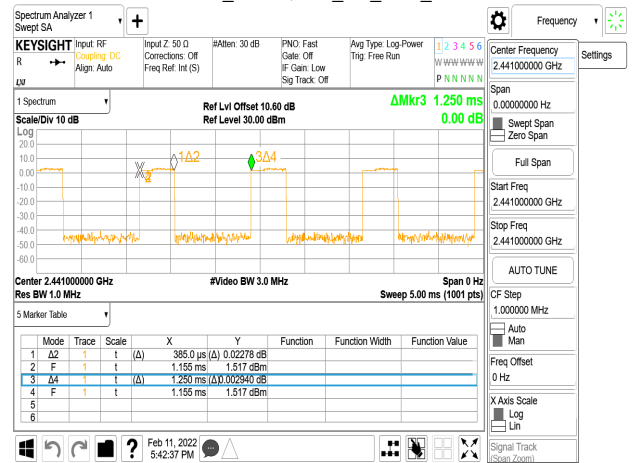 Spectrum Analyzer 1
Swept SA
Frequency
KEYSIGHT
R
Input: RF
Coupling: DC
Align: Auto
Input Z: 50 Ω
Corrections: Off
Freq Ref: Int (S)
#Atten: 30 dB
PNO: Fast
Gate: Off
IF Gain: Low
Sig Track: Off
Avg Type: Log-Power
Trig: Free Run
1 2 3 4 5 6
W W W W W W
P N N N N N
Center Frequency
2.441000000 GHz
Settings
1 Spectrum
Scale/Div 10 dB
Ref Lvl Offset 10.60 dB
Ref Level 30.00 dBm
ΔMkr3 1.250 ms
0.00 dB
Span
0.00000000 Hz
Swept Span
Zero Span
Full Span
Start Freq
2.441000000 GHz
Stop Freq
2.441000000 GHz
AUTO TUNE
CF Step
1.000000 MHz
Auto
Man
Freq Offset
0 Hz
X Axis Scale
Log
Lin
Signal Track
(Span Zoom)
Log
20.0
10.0
0.00
-10.0
-20.0
-30.0
-40.0
-50.0
-60.0
1Δ2
3Δ4
Center 2.441000 GHz
Res BW 1.0 MHz
#Video BW 3.0 MHz
Span 0 Hz
Sweep 5.00 ms (1001 pts)
5 Marker Table
Mode Trace Scale X Y Function Function Width Function Value
1 Δ2 1 t (Δ) 385.0 µs (Δ) 0.02278 dB
2 F 1 t 1.155 ms 1.517 dBm
3 Δ4 1 t (Δ) 1.250 ms (Δ)0.002940 dB
4 F 1 t 1.155 ms 1.517 dBm
5
6
?
Feb 11, 2022
5:42:37 PM